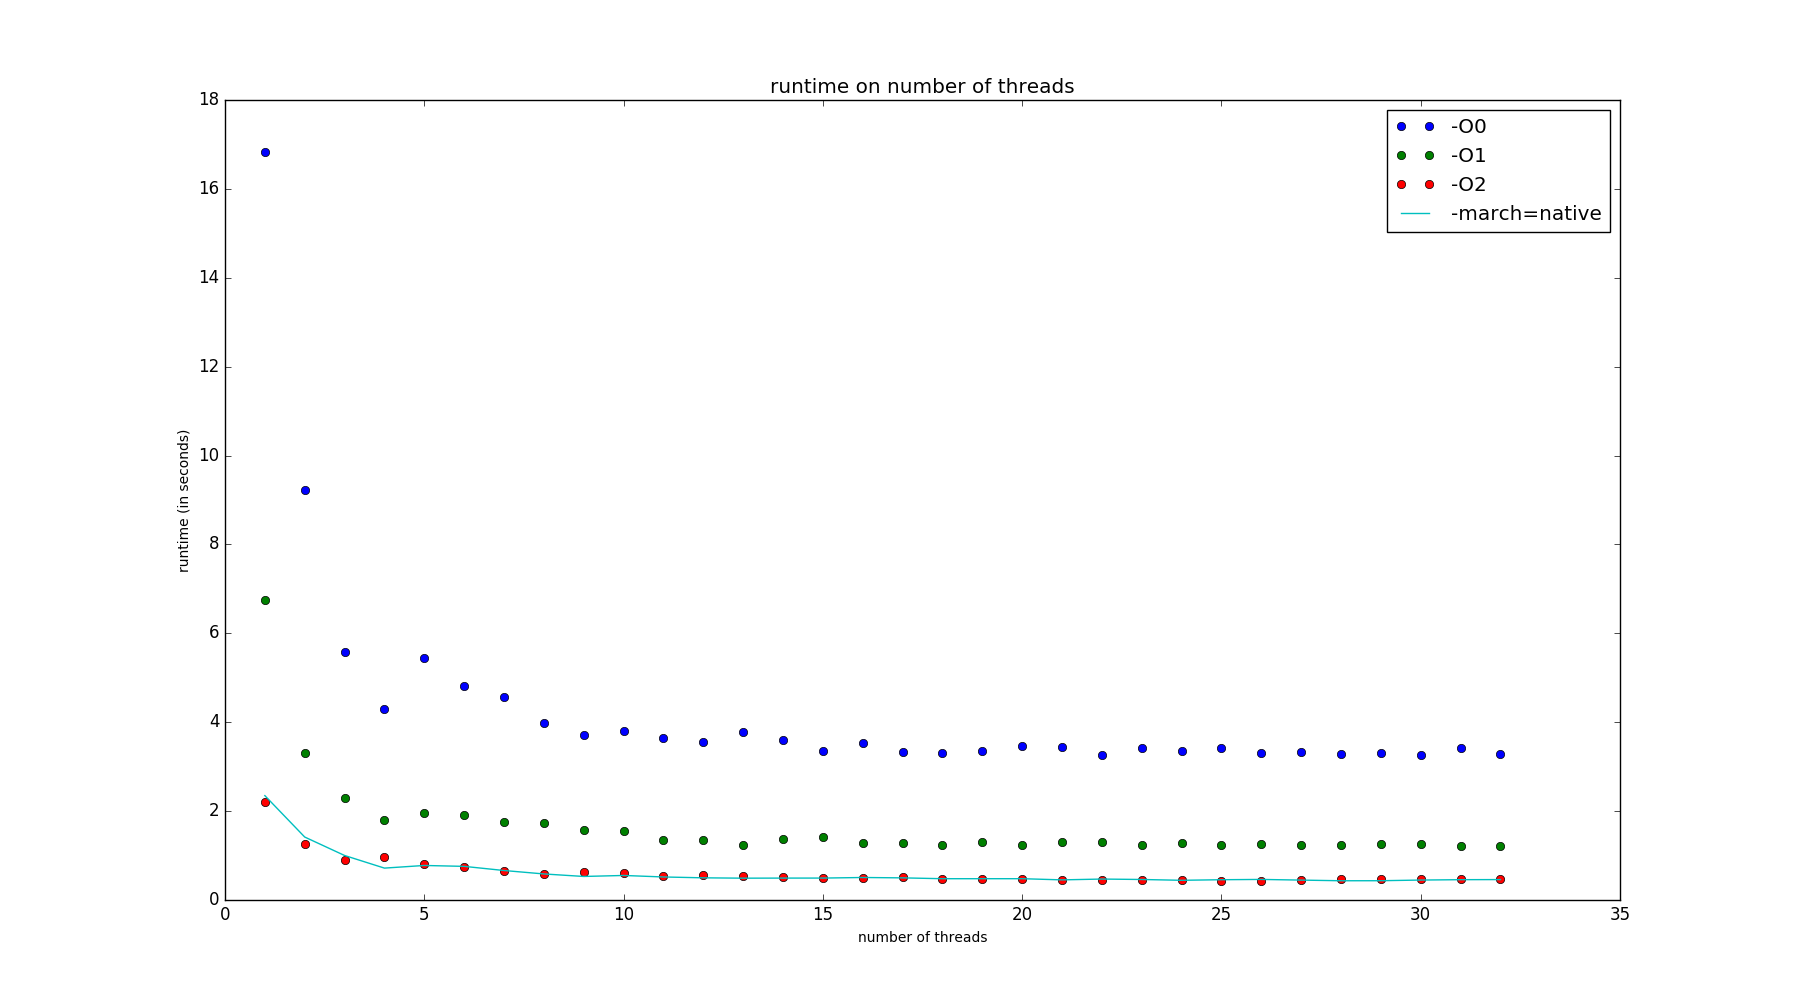 runtime on number of threads
18
16
14
12
10
8
6
4
2
0
runtime (in seconds)
-O0
-O1
-O2
-march=native
0 5 10 15 20 25 30 35
number of threads